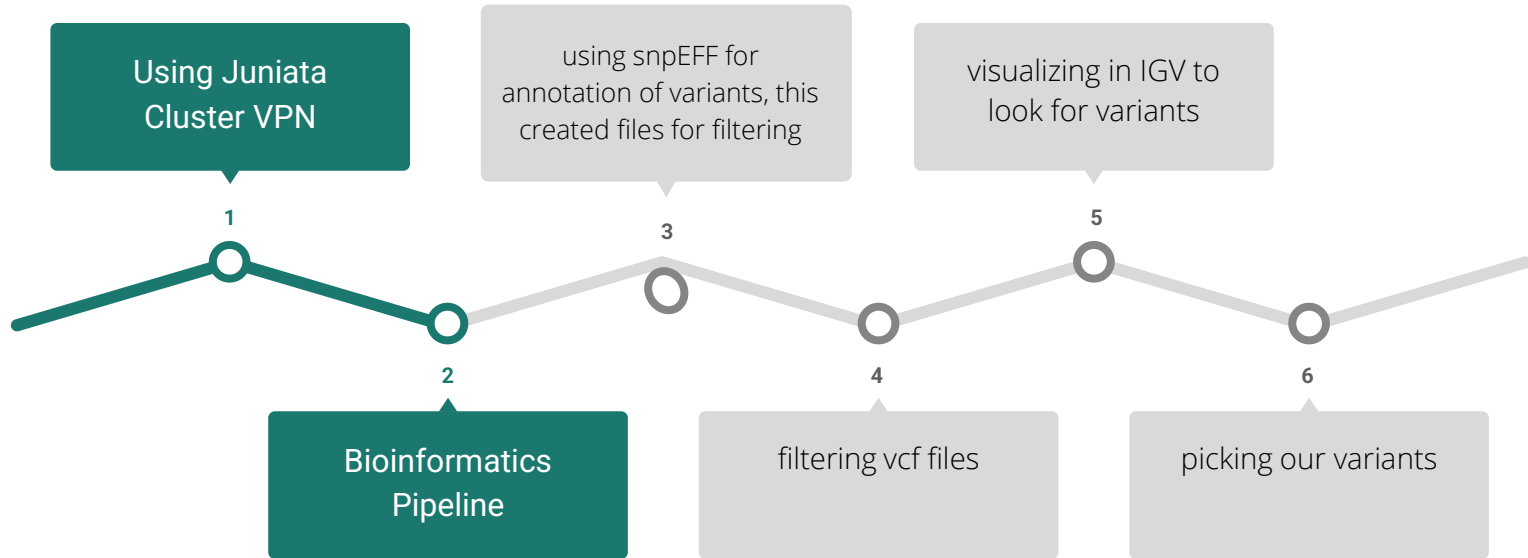 Using Juniata
Cluster VPN
1
2
Bioinformatics
Pipeline
using snpEFF for
annotation of variants, this
created files for filtering
3
4
filtering vcf files
visualizing in IGV to
look for variants
5
6
picking our variants